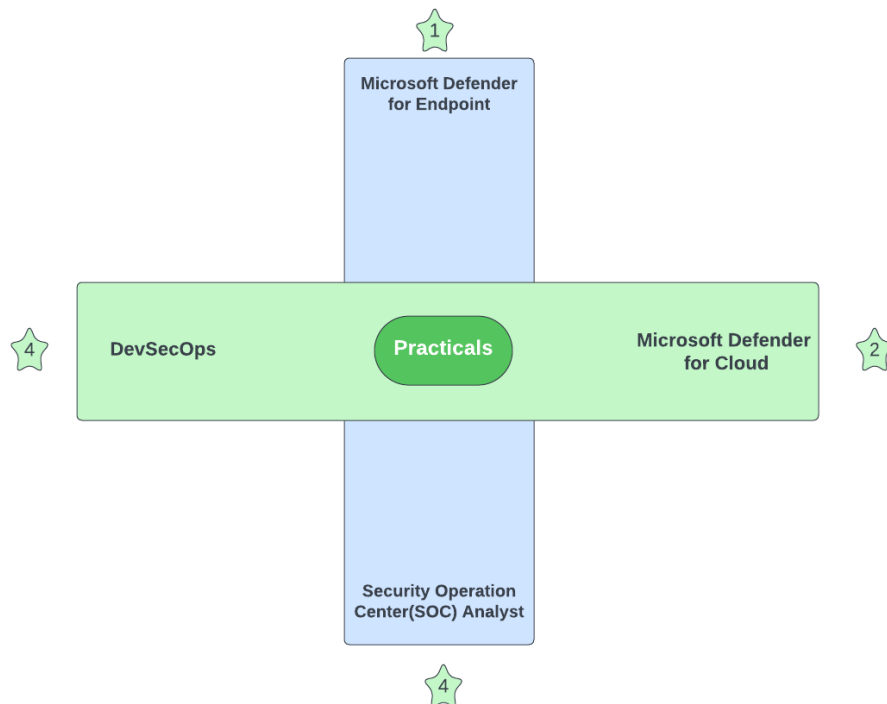 1
Microsoft Defender
for Endpoint
4
DevSecOps
Practicals
Microsoft Defender
for Cloud
2
Security Operation
Center(SOC) Analyst
4